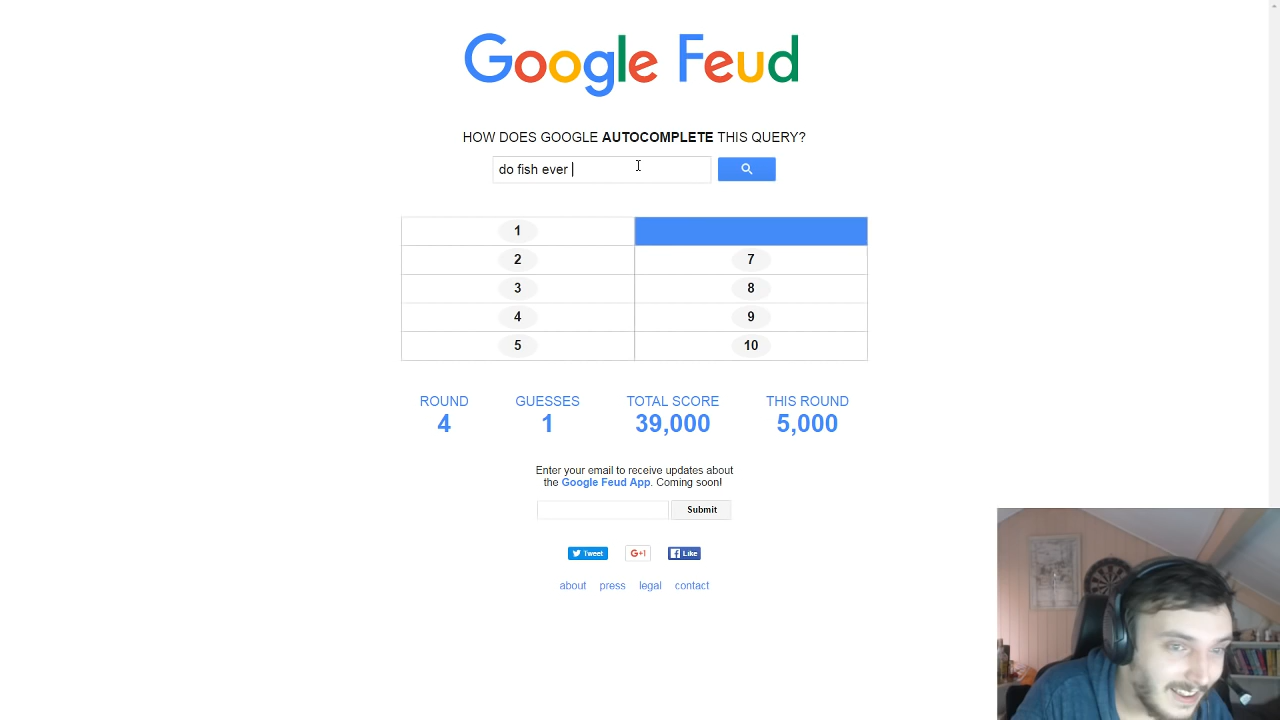 Google Feud
HOW DOES GOOGLE AUTOCOMPLETE THIS QUERY?
do fish ever
1
2 7
3 8
4 9
5 10
ROUND GUESSES TOTAL SCORE THIS ROUND
4 1 39,000 5,000
Enter your email to receive updates about
the Google Feud App. Coming soon!
Submit
Tweet G+1 Like
about press legal contact